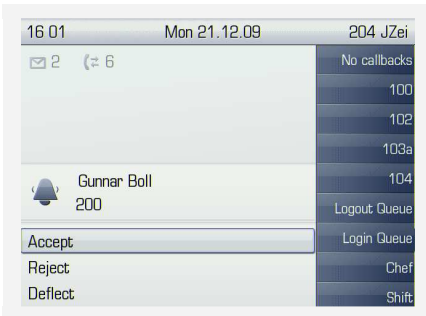 16 01 Mon 21.12.09 204 JZei
2 6
Gunnar Boll
200
Accept
Reject
Deflect
No callbacks
100
102
103a
104
Logout Queue
Login Queue
Chef
Shift